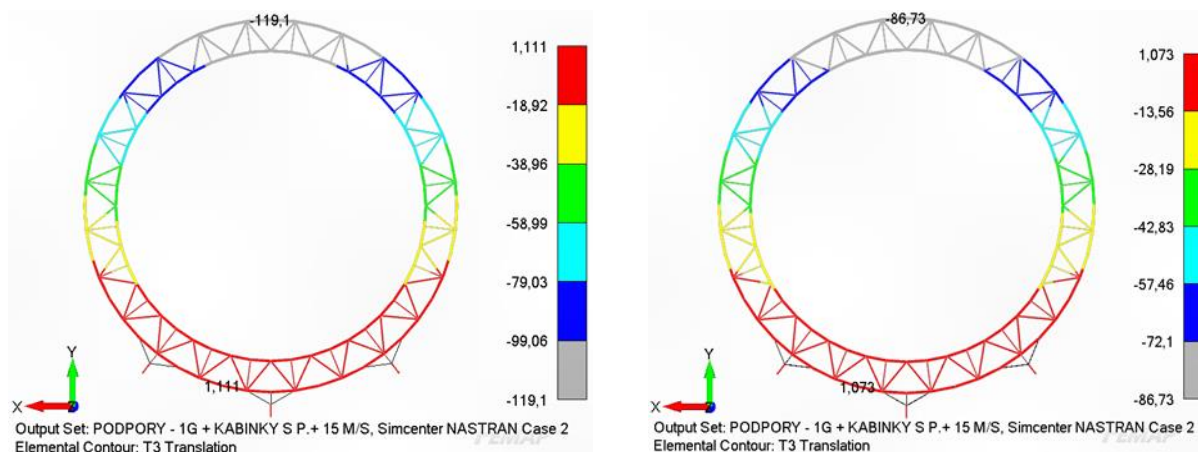 -119,1
1,111
-18,92
-38,96
-58,99
-79,03
-99,06
-119,1
1,111
Y
X
Z
Output Set: PODPORY - 1G + KABINKY S P.+ 15 M/S, Simcenter NASTRAN Case 2
Elemental Contour: T3 Translation
FEMAP
-86,73
1,073
-13,56
-28,19
-42,83
-57,46
-72,1
-86,73
1,073
Y
X
Z
Output Set: PODPORY - 1G + KABINKY S P.+ 15 M/S, Simcenter NASTRAN Case 2
Elemental Contour: T3 Translation
FEMAP